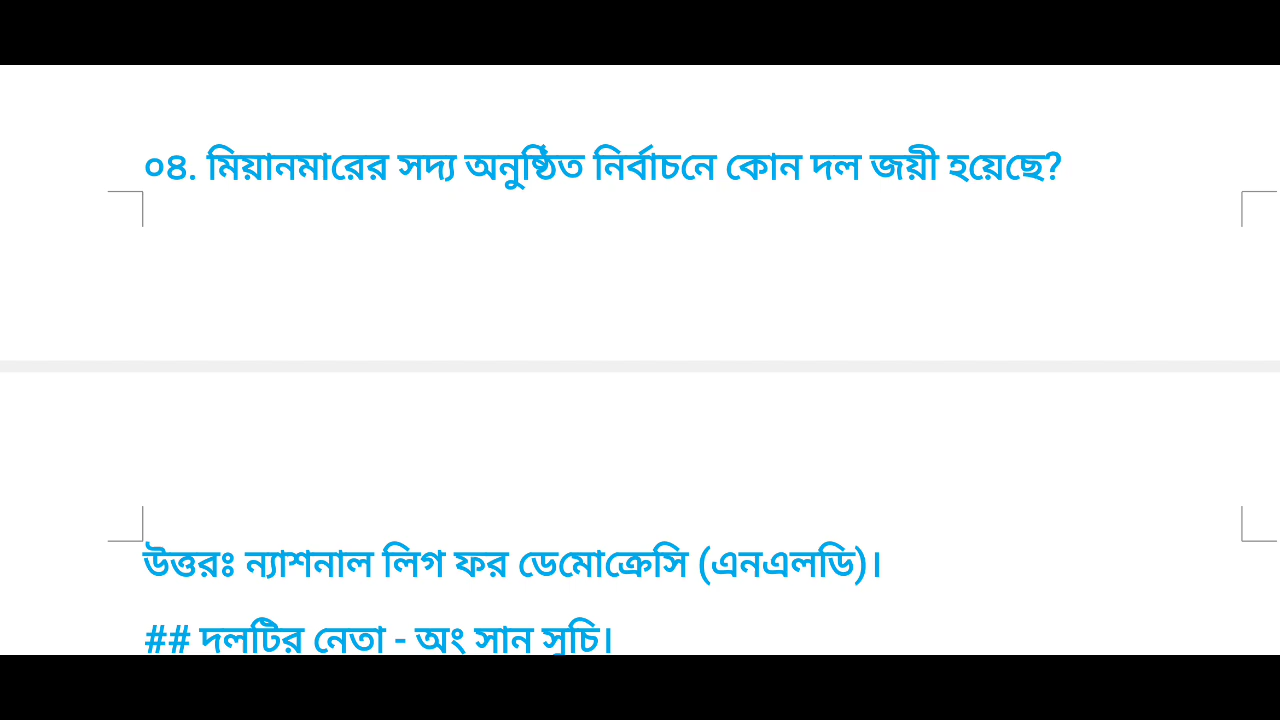 ০৪. মিয়ানমারের সদ্য অনুষ্ঠিত নির্বাচনে কোন দল জয়ী হয়েছে?
উত্তরঃ ন্যাশনাল লিগ ফর ডেমোক্রেসি (এনএলডি)।
## দলটির নেতা - অং সান সুচি।